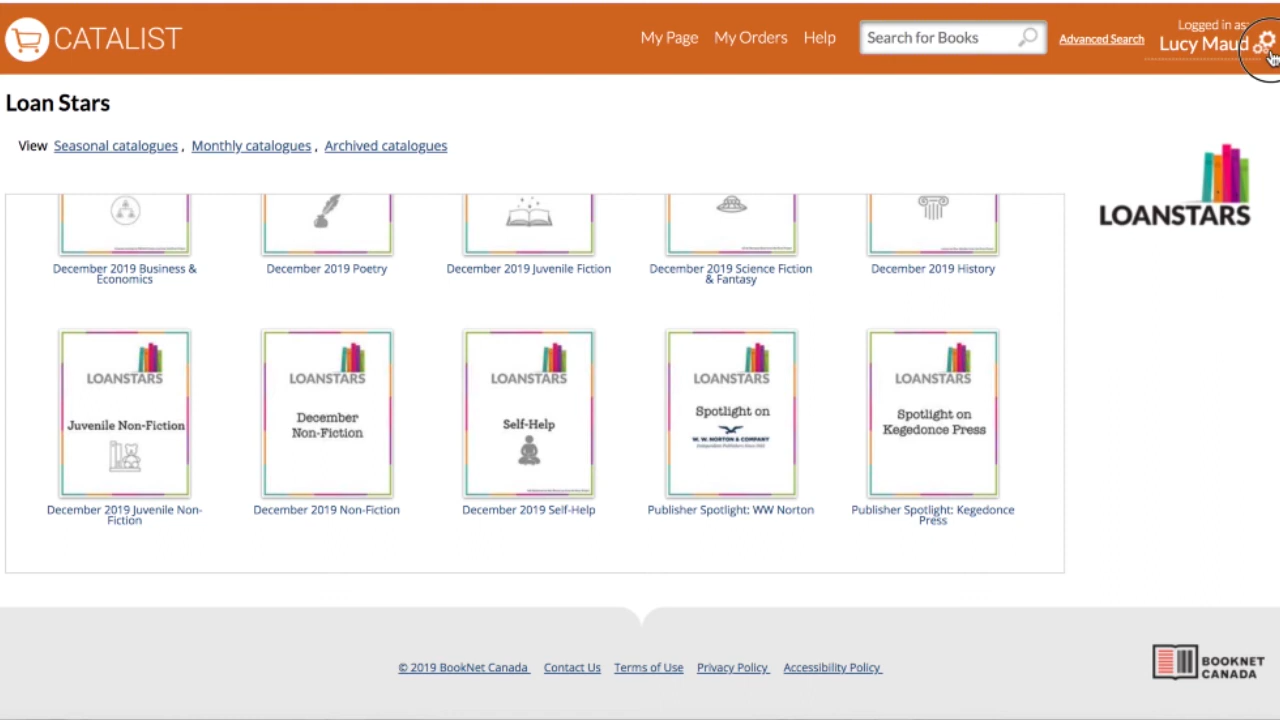 CATALIST
My Page My Orders Help
Search for Books
Advanced Search
Logged in as:
Lucy Maud
Loan Stars
View Seasonal catalogues , Monthly catalogues , Archived catalogues
LOANSTARS
December 2019 Business &
Economics
December 2019 Poetry
December 2019 Juvenile Fiction
December 2019 Science Fiction
& Fantasy
December 2019 History
LOANSTARS
Juvenile Non-Fiction
December 2019 Juvenile Non-
Fiction
LOANSTARS
December
Non-Fiction
December 2019 Non-Fiction
LOANSTARS
Self-Help
December 2019 Self-Help
LOANSTARS
Spotlight on
W. W. NORTON & COMPANY
Independent Publishers Since 1923
Publisher Spotlight: WW Norton
LOANSTARS
Spotlight on
Kegedonce Press
Publisher Spotlight: Kegedonce
Press
© 2019 BookNet Canada Contact Us Terms of Use Privacy Policy Accessibility Policy
BOOKNET
CANADA